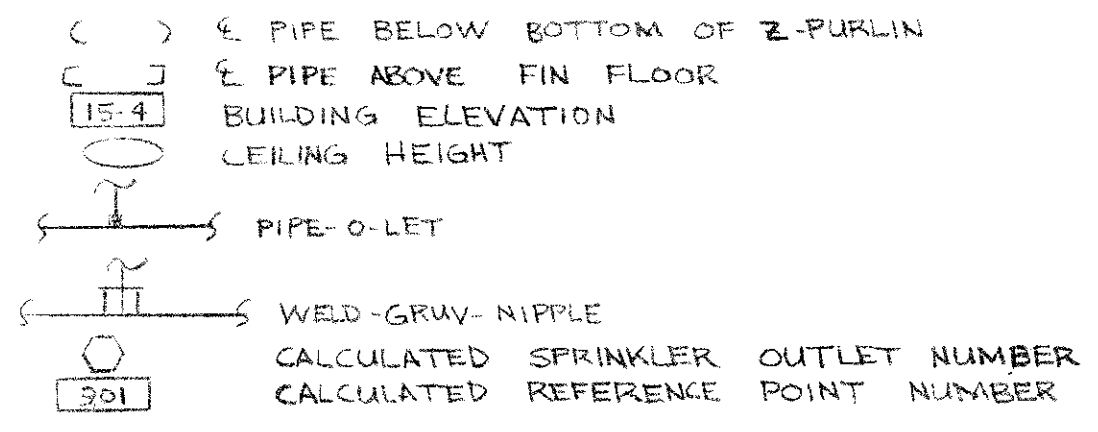 ( ) ℄ PIPE BELOW BOTTOM OF Z-PURLIN
[ ] ℄ PIPE ABOVE FIN FLOOR
15-4 BUILDING ELEVATION
CEILING HEIGHT
PIPE-O-LET
WELD-GRUV-NIPPLE
CALCULATED SPRINKLER OUTLET NUMBER
901 CALCULATED REFERENCE POINT NUMBER